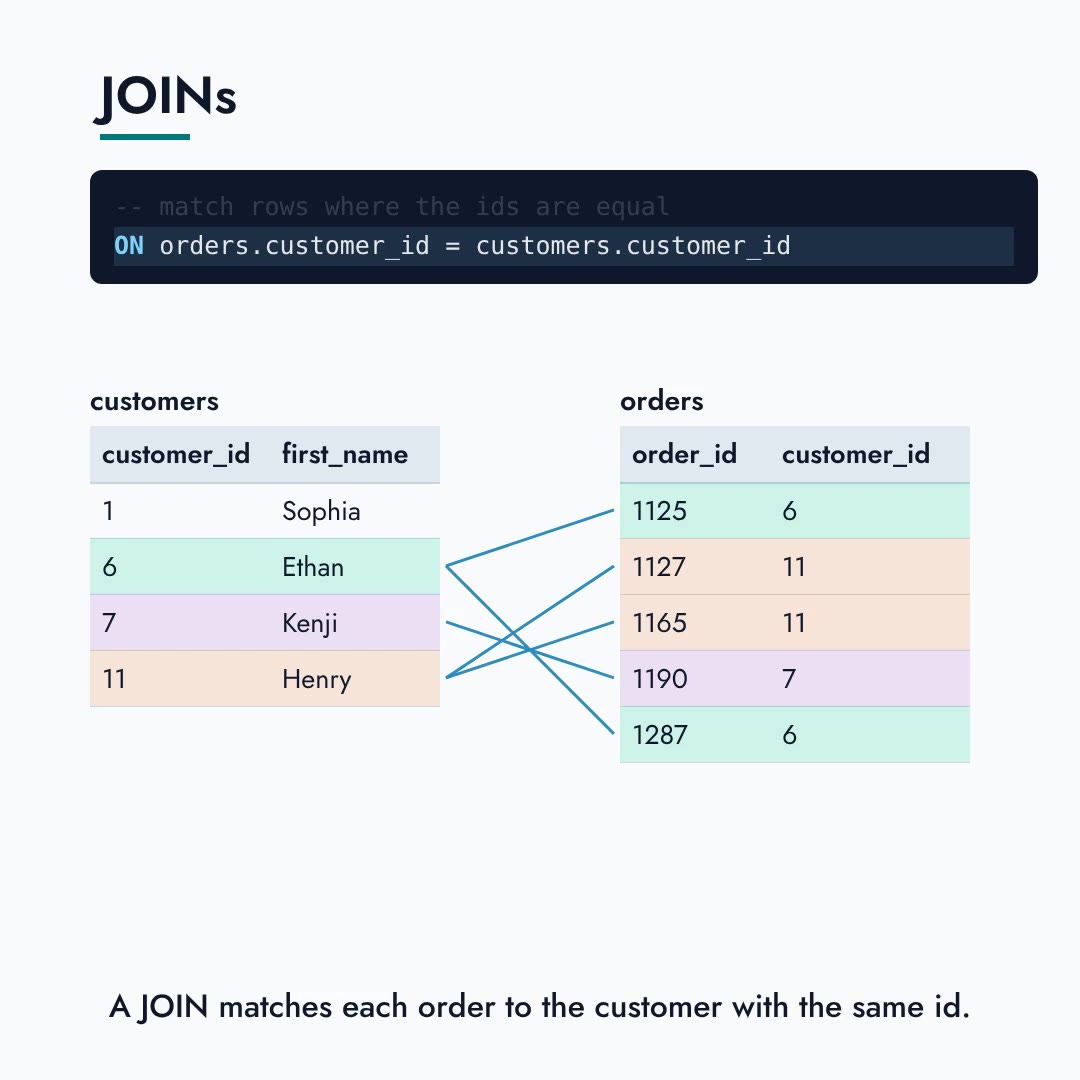 JOINs
-- match rows where the ids are equal
ON orders.customer_id = customers.customer_id
customers
customer_id first_name
1 Sophia
6 Ethan
7 Kenji
11 Henry
orders
order_id customer_id
1125 6
1127 11
1165 11
1190 7
1287 6
A JOIN matches each order to the customer with the same id.